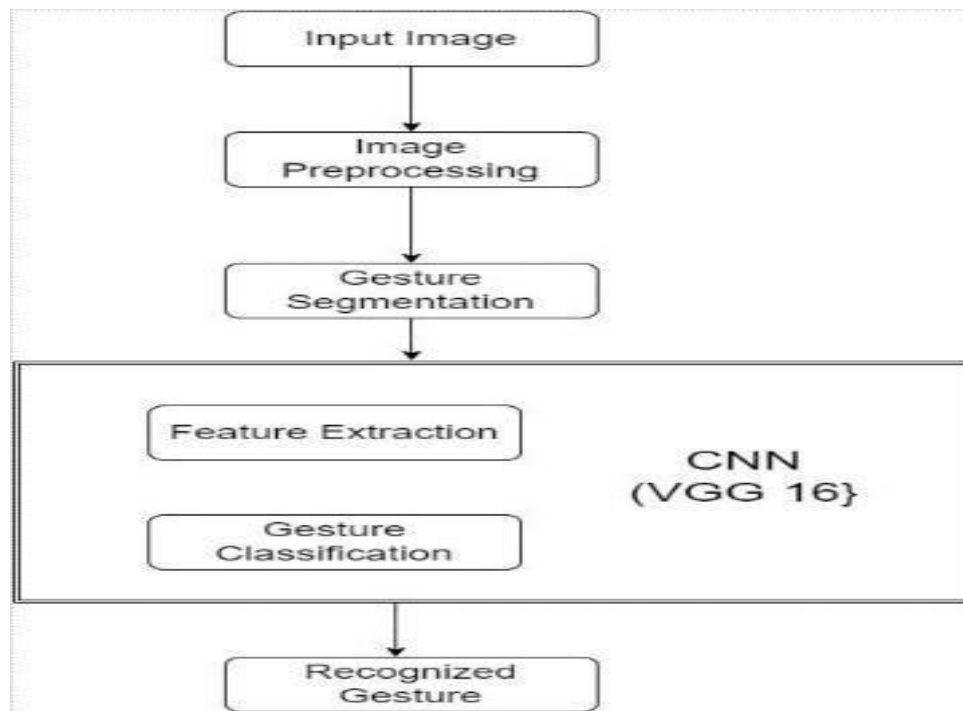 Input Image
Image
Preprocessing
Gesture
Segmentation
Feature Extraction
CNN
(VGG 16}
Gesture
Classification
Recognized
Gesture